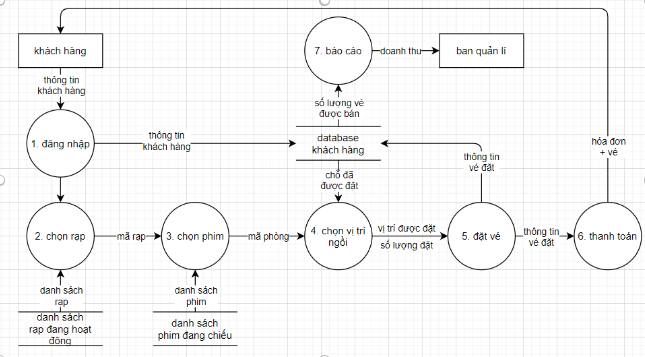 khách hàng
7. báo cáo
doanh thu
ban quản lí
thông tin
khách hàng
số lượng vé
được bán
1. đăng nhập
thông tin
khách hàng
database
khách hàng
hóa đơn
+ vé
thông tin
vé đặt
chỗ đã
được đặt
2. chọn rạp
mã rạp
3. chọn phim
mã phòng
4. chọn vị trí
ngồi
vị trí được đặt
số lượng đặt
5. đặt vé
thông tin
vé đặt
6. thanh toán
danh sách
rạp
danh sách
phim
danh sách
rạp đang hoạt
động
danh sách
phim đang chiếu